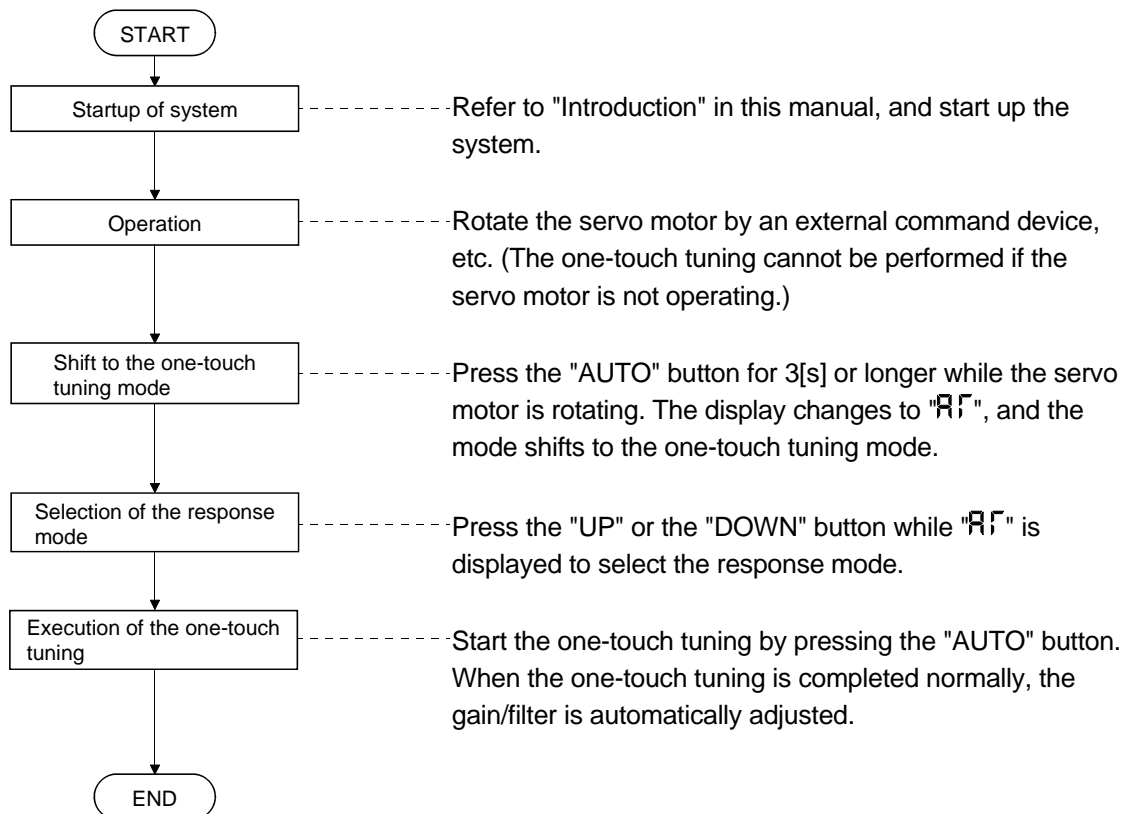 START
Startup of system
Refer to "Introduction" in this manual, and start up the
system.
Operation
Rotate the servo motor by an external command device,
etc. (The one-touch tuning cannot be performed if the
servo motor is not operating.)
Shift to the one-touch
tuning mode
Press the "AUTO" button for 3[s] or longer while the servo
motor is rotating. The display changes to "", and the
mode shifts to the one-touch tuning mode.
Selection of the response
mode
Press the "UP" or the "DOWN" button while "" is
displayed to select the response mode.
Execution of the one-touch
tuning
Start the one-touch tuning by pressing the "AUTO" button.
When the one-touch tuning is completed normally, the
gain/filter is automatically adjusted.
END